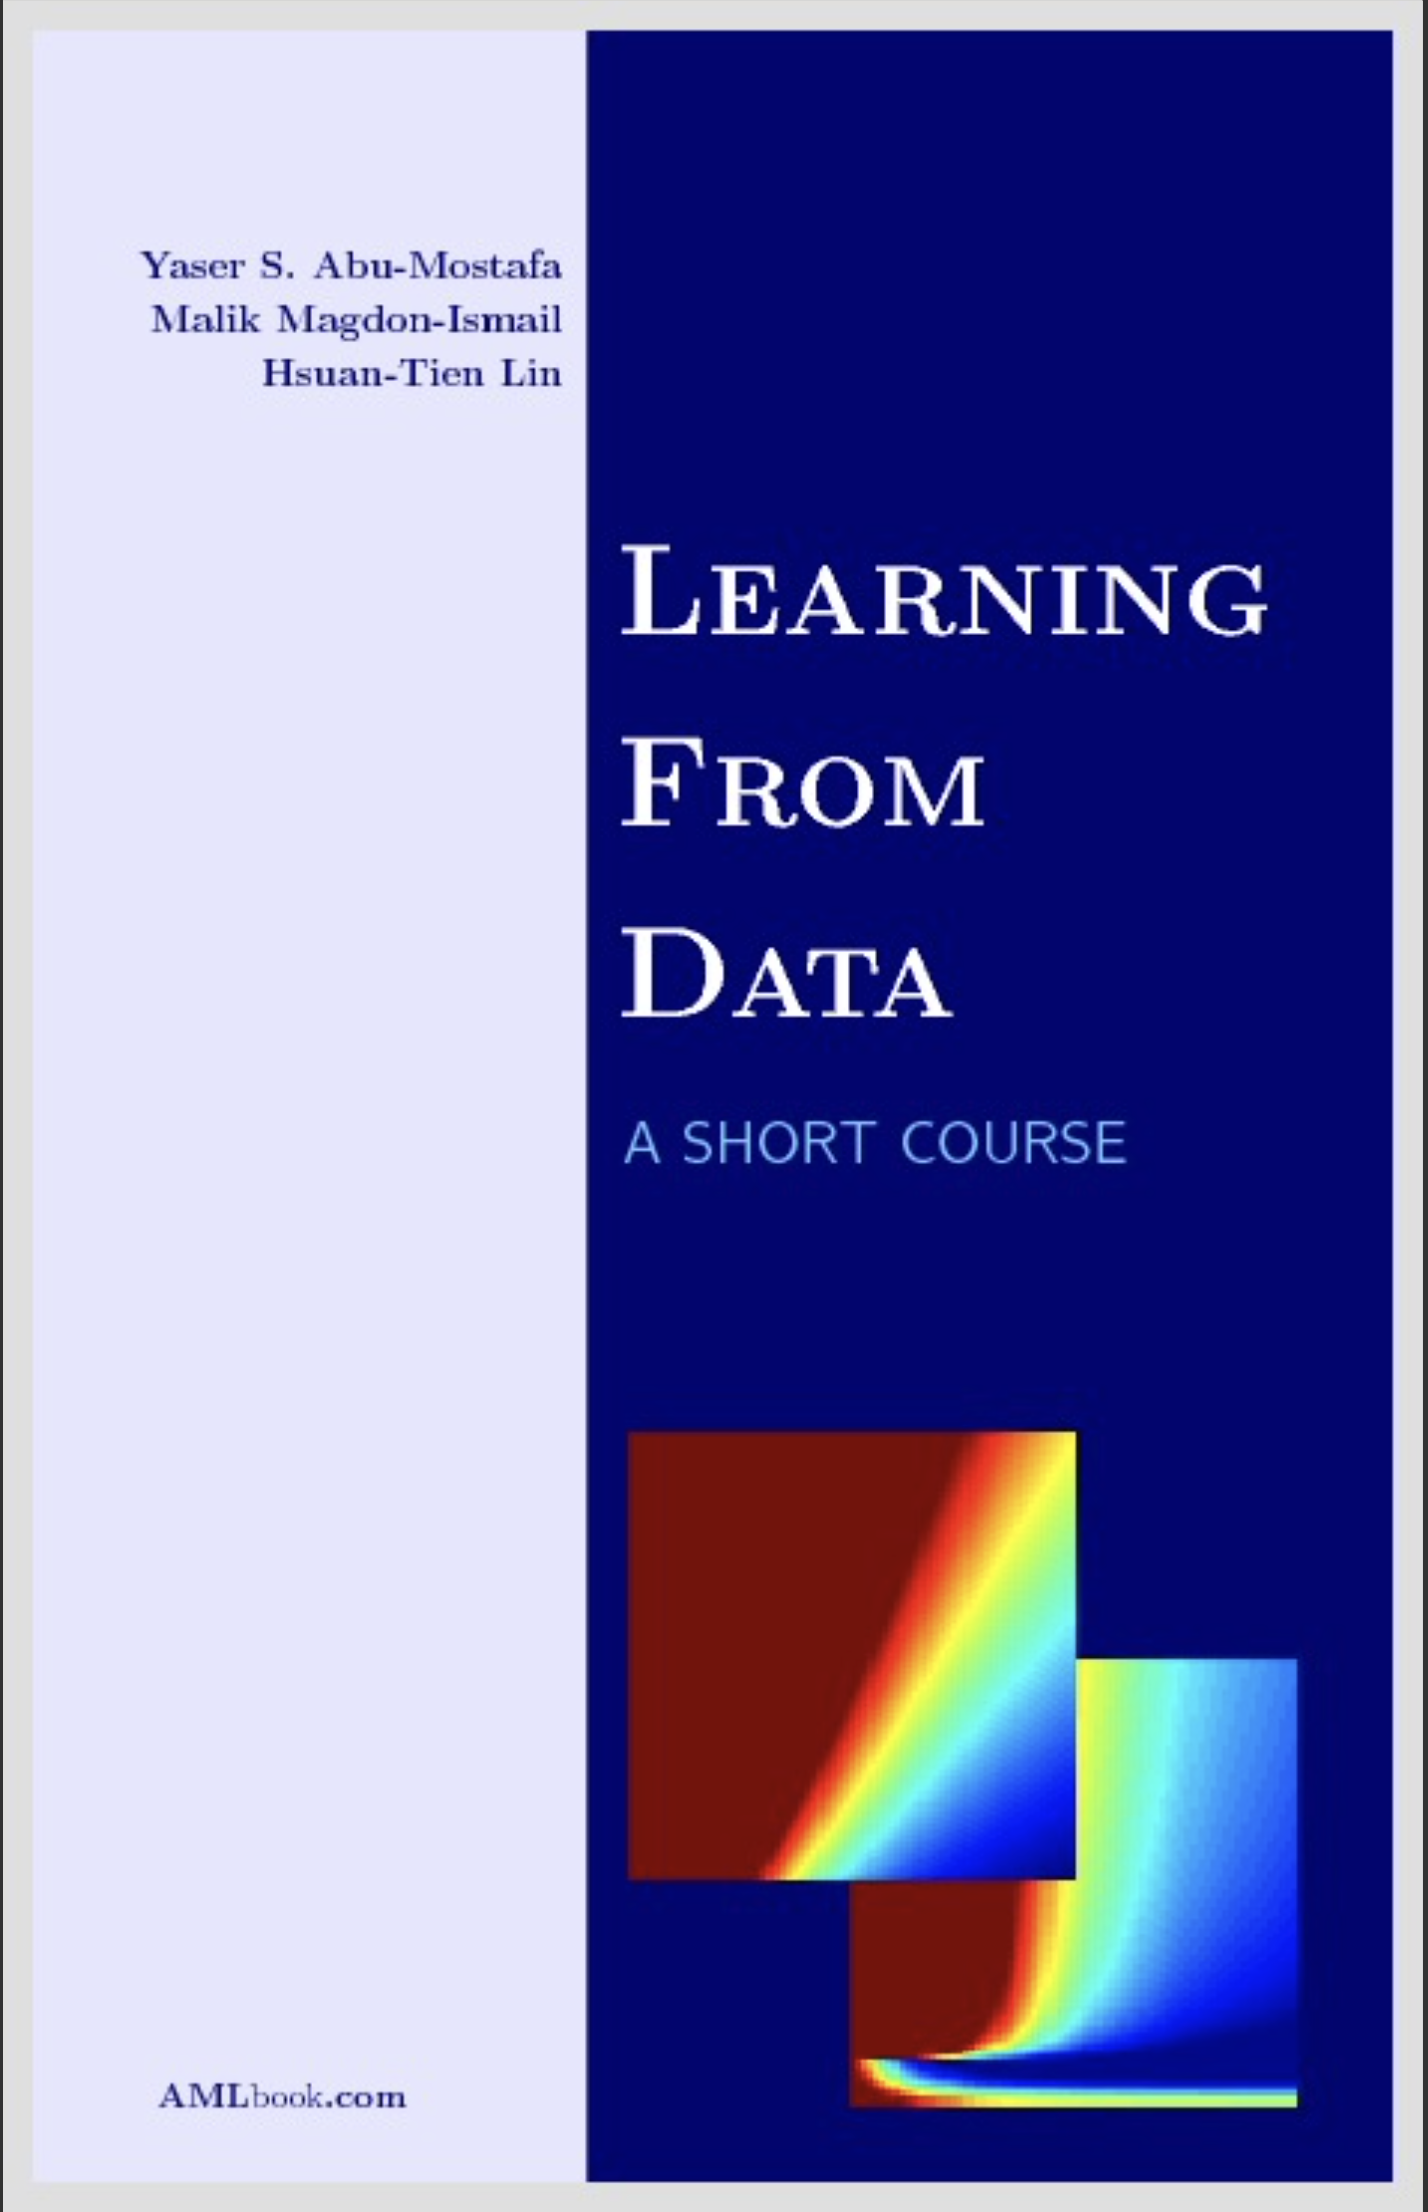 Yaser S. Abu-Mostafa
Malik Magdon-Ismail
Hsuan-Tien Lin
LEARNING
FROM
DATA
A SHORT COURSE
AMLbook.com